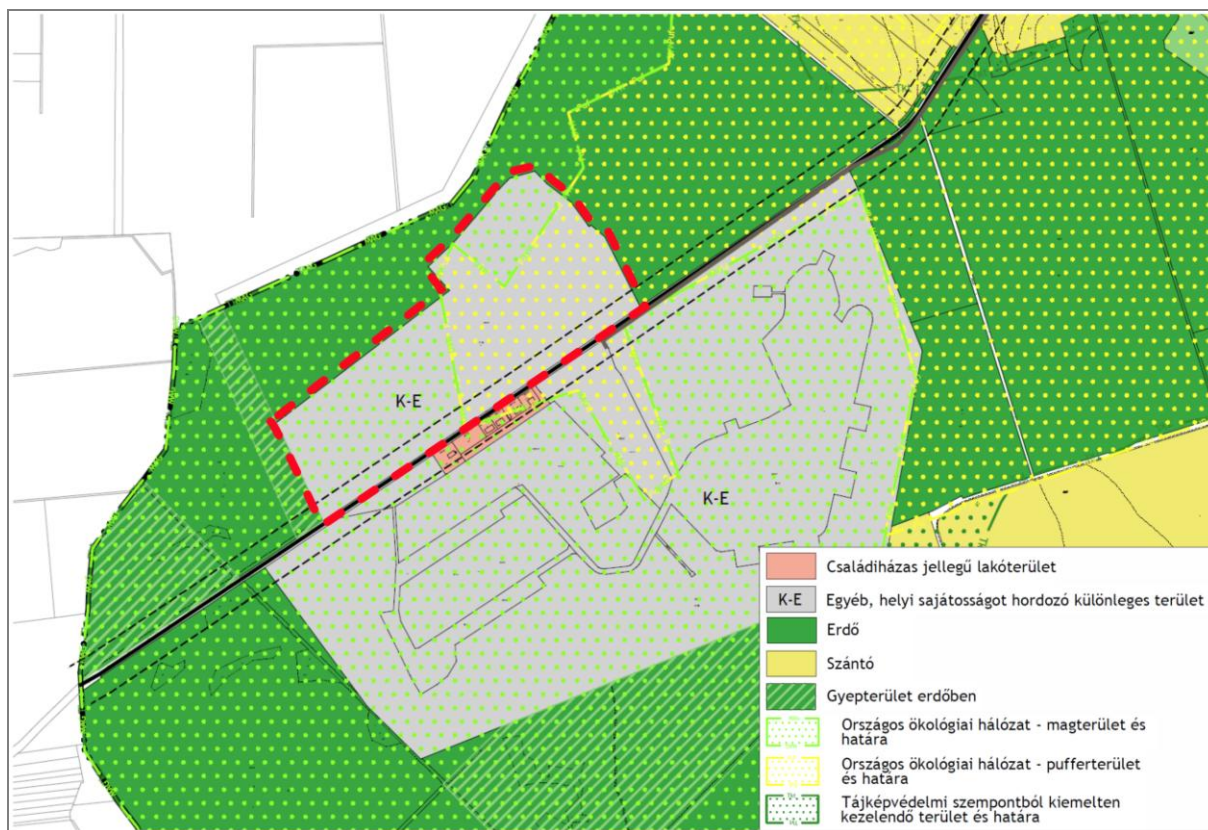 K-E
K-E
Családiházas jellegű lakóterület
K-E Egyéb, helyi sajátosságot hordozó különleges terület
Erdő
Szántó
Gyepterület erdőben
Országos ökológiai hálózat - magterület és
határa
Országos ökológiai hálózat - pufferterület
és határa
Tájképvédelmi szempontból kiemelten
kezelendő terület és határa